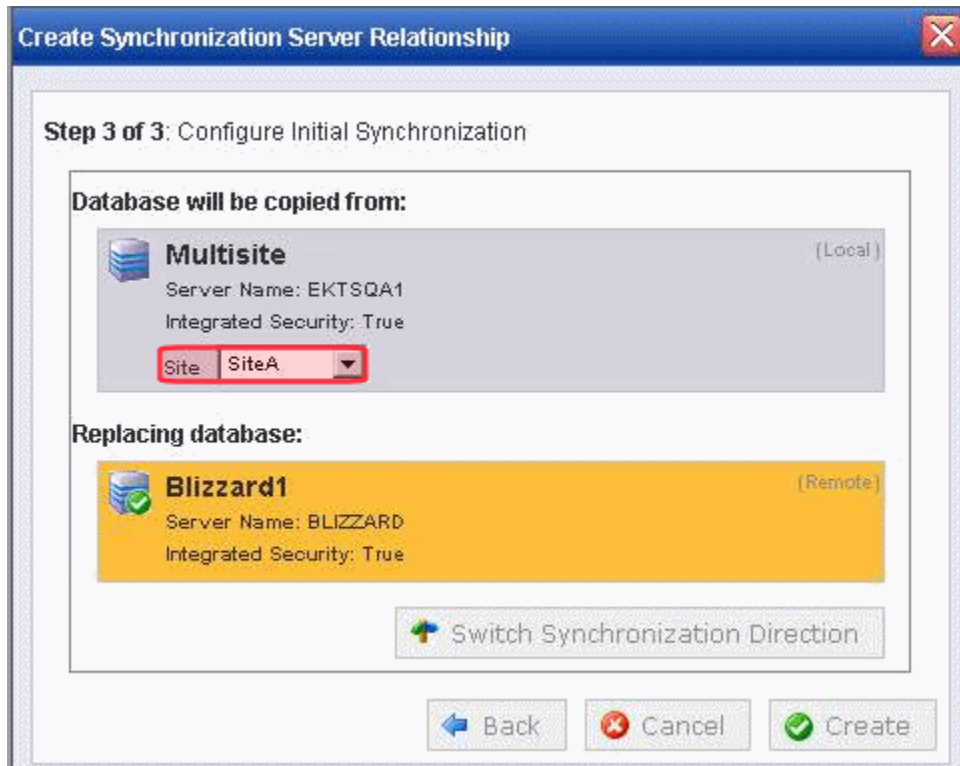 Create Synchronization Server Relationship
Step 3 of 3: Configure Initial Synchronization
Database will be copied from:
Multisite
(Local)
Server Name: EKTSQA1
Integrated Security: True
Site SiteA
Replacing database:
Blizzard1
(Remote)
Server Name: BLIZZARD
Integrated Security: True
Switch Synchronization Direction
Back Cancel Create